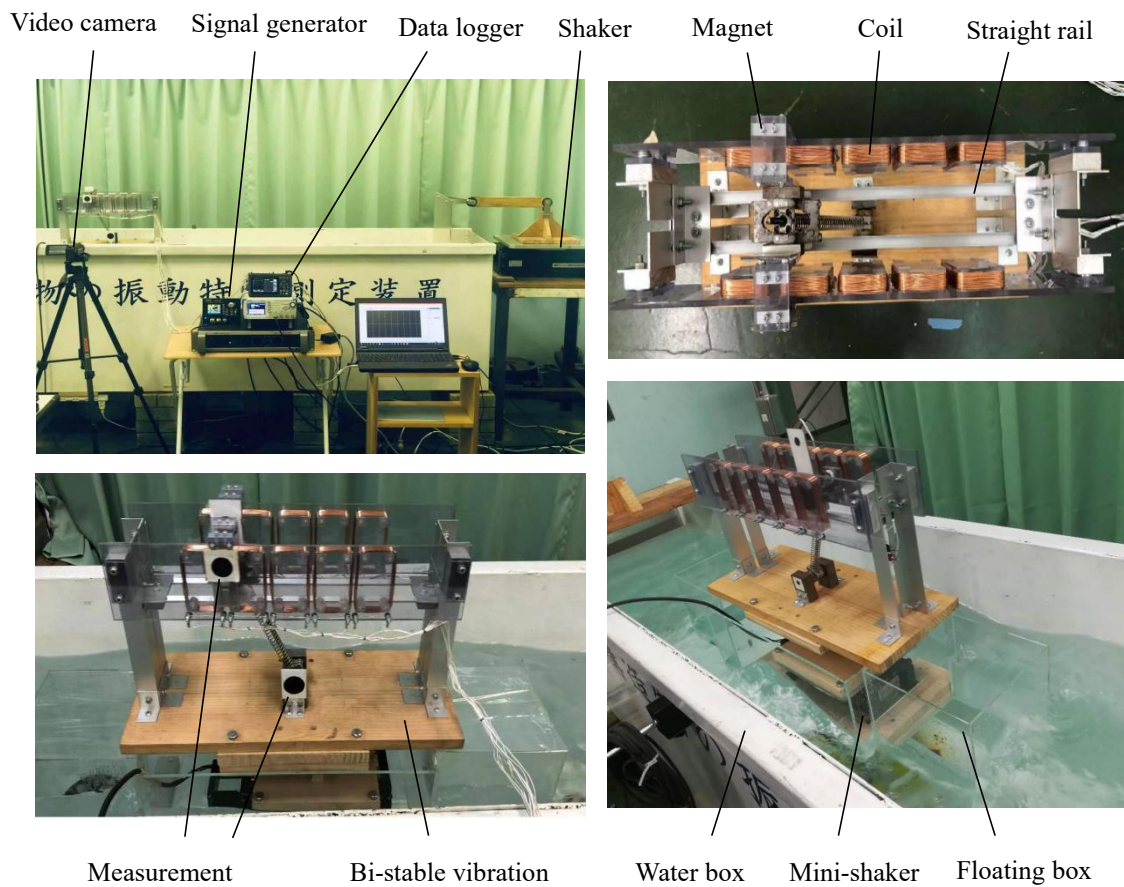 Video camera
Signal generator
Data logger
Shaker
Magnet
Coil
Straight rail
物の振動特
測定装置
Measurement
Bi-stable vibration
Water box
Mini-shaker
Floating box